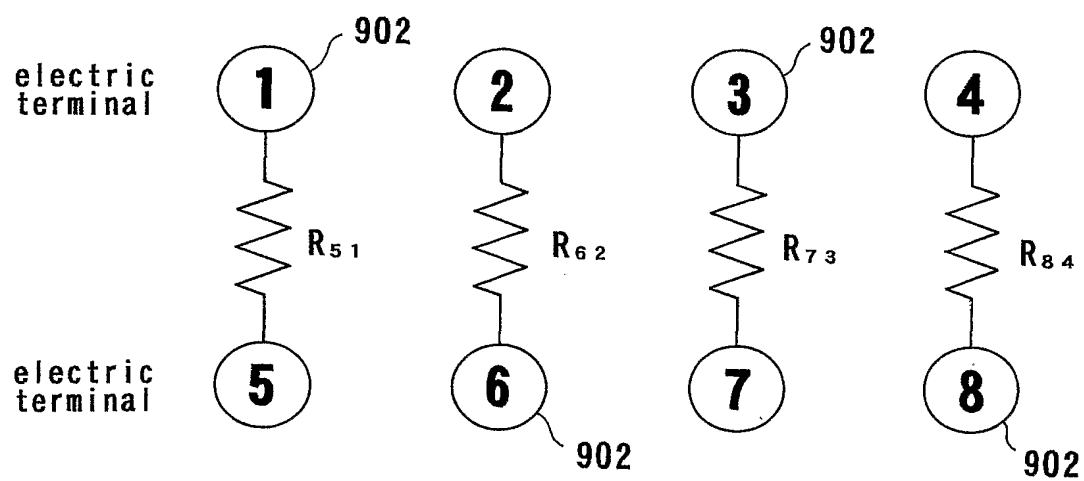 902
902
electric
terminal
1 2 3 4
R51 R62 R73 R84
electric
terminal
5 6 7 8
902
902